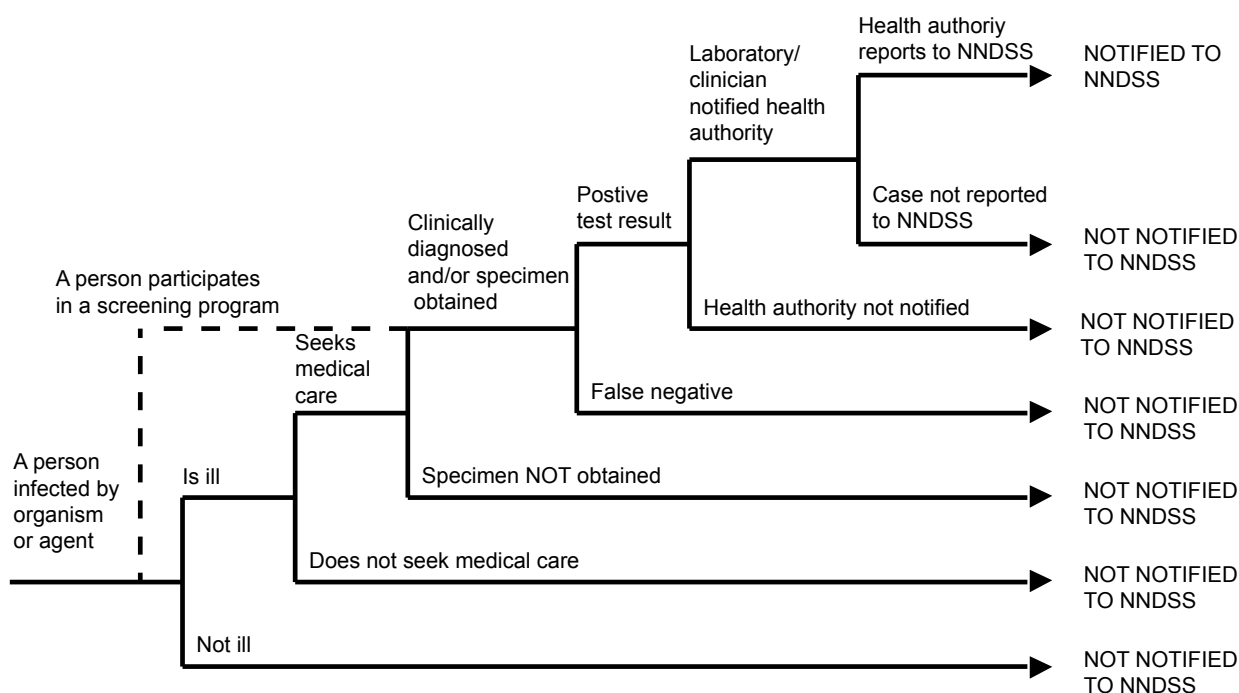 Health authoriy
reports to NNDSS
NOTIFIED TO
NNDSS
Laboratory/
clinician
notified health
authority
Case not reported
to NNDSS
NOT NOTIFIED
TO NNDSS
Postive
test result
Health authority not notified
NOT NOTIFIED
TO NNDSS
Clinically
diagnosed
and/or specimen
obtained
False negative
NOT NOTIFIED
TO NNDSS
A person participates
in a screening program
Seeks
medical
care
Specimen NOT obtained
NOT NOTIFIED
TO NNDSS
A person
infected by
organism
or agent
Is ill
Does not seek medical care
NOT NOTIFIED
TO NNDSS
Not ill
NOT NOTIFIED
TO NNDSS